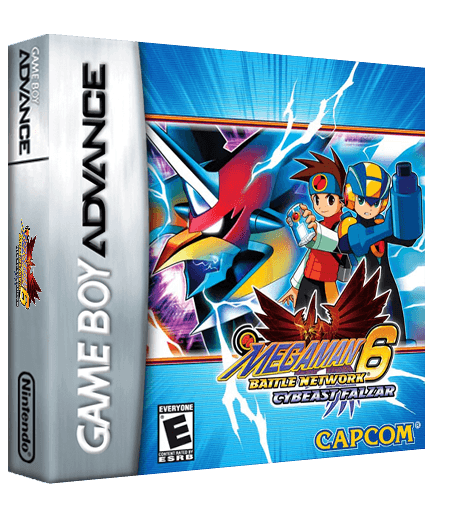 GAME BOY
ADVANCE
Nintendo
GAME BOY ADVANCE
MEGAMAN 6
BATTLE NETWORK
CYBEAST FALZAR
EVERYONE
E
CONTENT RATED BY
ESRB
CAPCOM